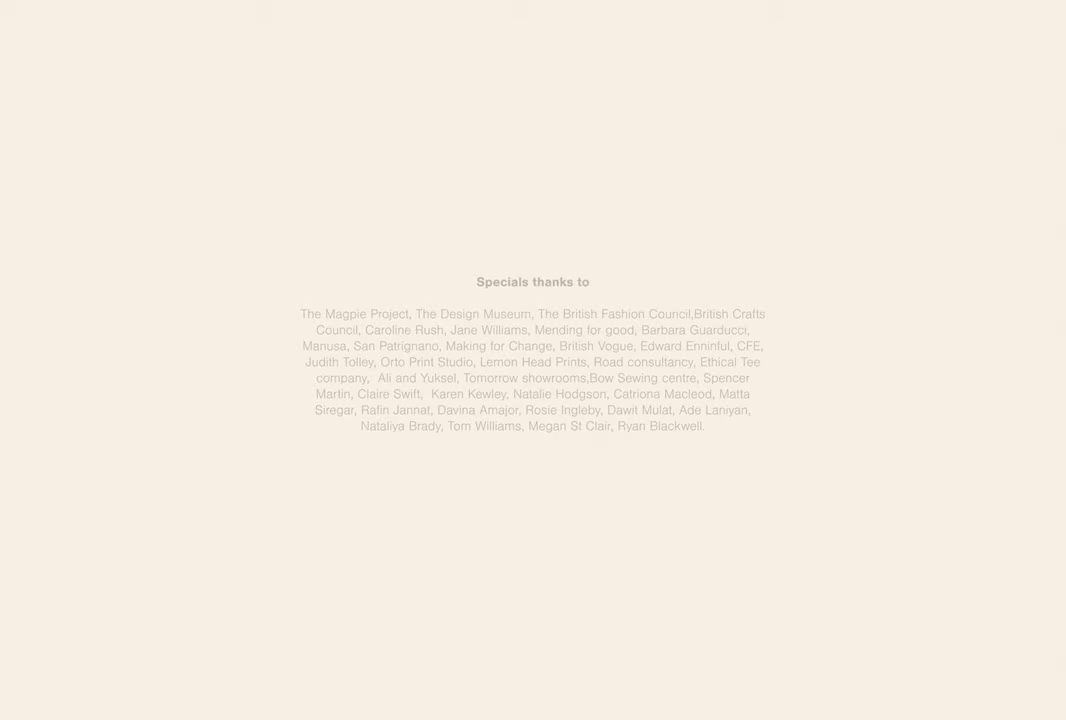 Specials thanks to
The Magpie Project, The Design Museum, The British Fashion Council,British Crafts
Council, Caroline Rush, Jane Williams, Mending for good, Barbara Guarducci,
Manusa, San Patrignano, Making for Change, British Vogue, Edward Enninful, CFE,
Judith Tolley, Orto Print Studio, Lemon Head Prints, Road consultancy, Ethical Tee
company,  Ali and Yuksel, Tomorrow showrooms,Bow Sewing centre, Spencer
Martin, Claire Swift,  Karen Kewley, Natalie Hodgson, Catriona Macleod, Matta
Siregar, Rafin Jannat, Davina Amajor, Rosie Ingleby, Dawit Mulat, Ade Laniyan,
Nataliya Brady, Tom Williams, Megan St Clair, Ryan Blackwell.